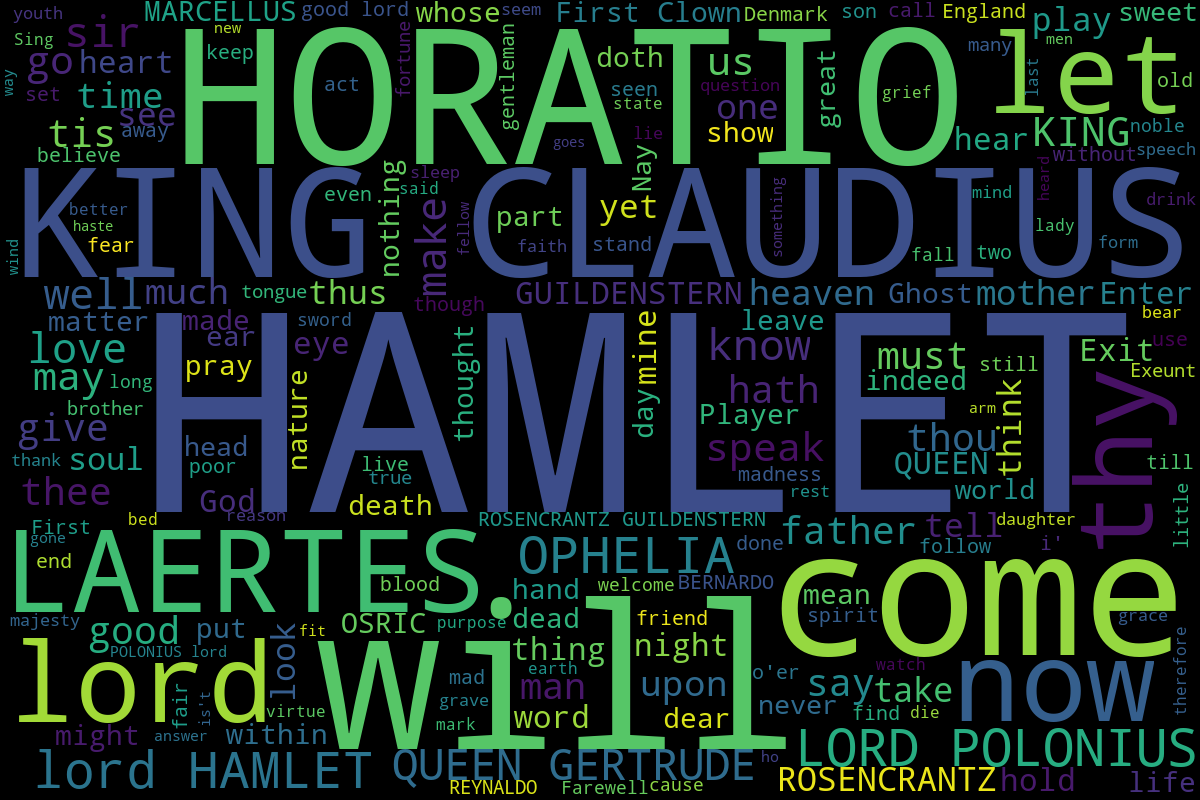 youth MARCELLUS good lord whose seem First Clown Denmark son call England play sweet
Sing sir new keep fortune gentleman doth us question many men last let old
way go heart act seen state great one grief
set time see HORATIO show hear KING noble
tis away lie goes without speech
believe nothing sleep Nay heard
KING CLAUDIUS even said make yet something mind drink
better part lady
haste fellow faith stand form
wind fear fall two
well much tongue thus though GUILDENSTERN heaven Ghost mother Enter
matter made sword mine leave bear
love ear eye thought know must Exit use
may long pray day hath indeed still Exeunt
brother HAMLET Player think arm thy
give nature speak thou
thank soul head live madness QUEEN till
poor true rest world
thee God death little
First reason bed ROSENCRANTZ GUILDENSTERN father tell daughter
gone LAERTES. OPHELIA done follow i'
end blood hand welcome BERNARDO come
majesty good put fit OSRIC purpose dead friend mean spirit grace
POLONIUS lord look thing night o'er watch therefore
lord fair is't will mad earth man upon say take now
virtue grave word dear never find die
might answer within mark LORD POLONIUS
lord HAMLET QUEEN GERTRUDE ho
REYNALDO Farewell cause ROSENCRANTZ hold life